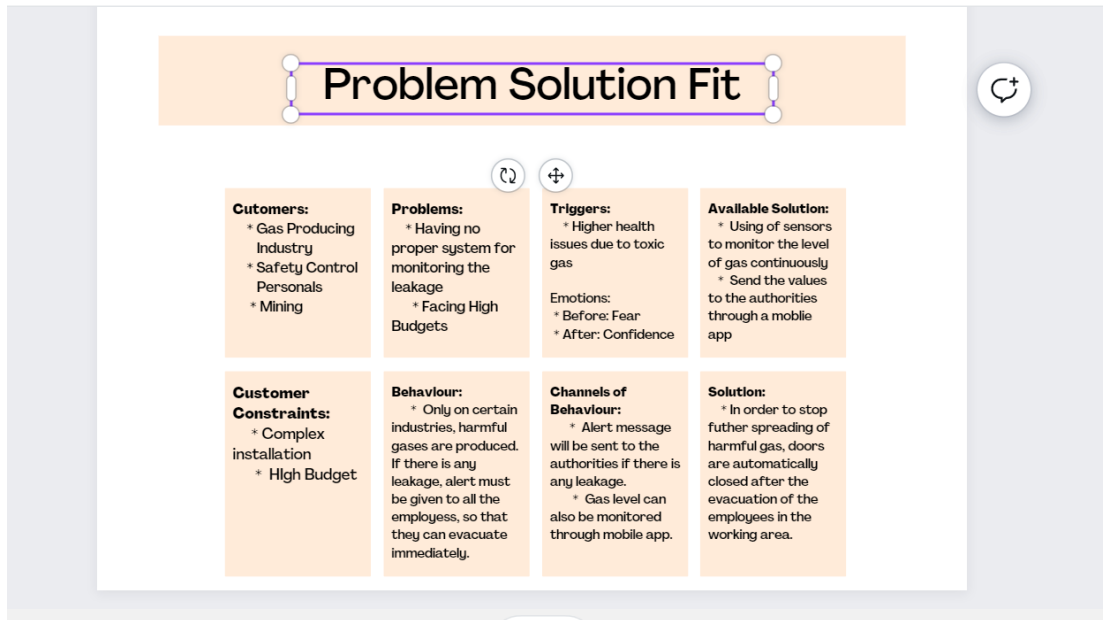 Problem Solution Fit
Cutomers:
* Gas Producing
Industry
* Safety Control
Personals
* Mining
Problems:
* Having no
proper system for
monitoring the
leakage
* Facing High
Budgets
Triggers:
* Higher health
issues due to toxic
gas
Emotions:
* Before: Fear
* After: Confidence
Available Solution:
* Using of sensors
to monitor the level
of gas continuously
* Send the values
to the authorities
through a moblie
app
Customer
Constraints:
* Complex
installation
* HIgh Budget
Behaviour:
* Only on certain
industries, harmful
gases are produced.
If there is any
leakage, alert must
be given to all the
employess, so that
they can evacuate
immediately.
Channels of
Behaviour:
* Alert message
will be sent to the
authorities if there is
any leakage.
* Gas level can
also be monitored
through mobile app.
Solution:
* In order to stop
futher spreading of
harmful gas, doors
are automatically
closed after the
evacuation of the
employees in the
working area.